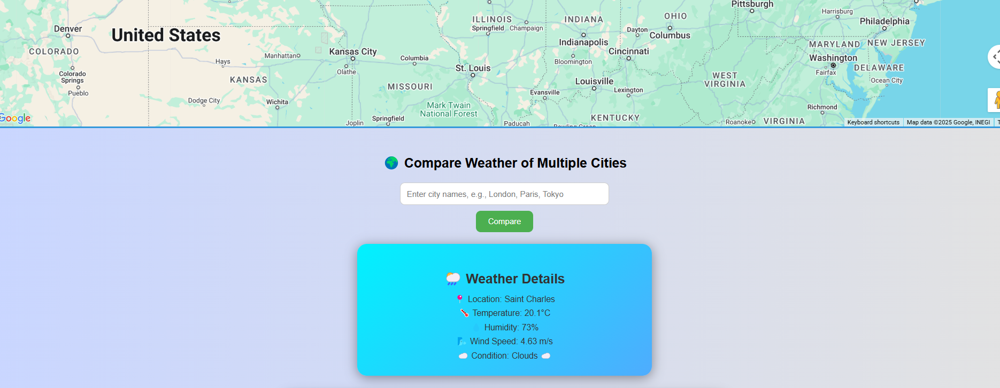 Pittsburgh
Harrisburg
ILLINOIS
INDIANA
OHIO
Philadelphia
Denver
Springfield
Champaign
Dayton
United States
Columbus
Indianapolis
MARYLAND
NEW JERSEY
COLORADO
Kansas City
Cincinnati
Manhattan
Columbia
Washington
Hays
Bloomington
St. Louis
DELAWARE
Colorado
Springs
Olathe
Fairfax
KANSAS
WEST
VIRGINIA
Louisville
Ocean City
MISSOURI
Pueblo
Evansville
Lexington
Dodge City
Wichita
Mark Twain
National Forest
Richmond
Google
Springfield
KENTUCKY
Joplin
Paducah
Bowling Green
Roanoke
VIRGINIA
Keyboard shortcuts
Map data ©2025 Google, INEGI
T
Compare Weather of Multiple Cities
Enter city names, e.g., London, Paris, Tokyo
Compare
Weather Details
Location: Saint Charles
Temperature: 20.1°C
Humidity: 73%
Wind Speed: 4.63 m/s
Condition: Clouds